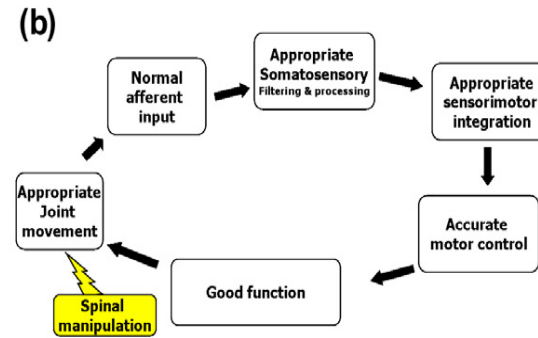 (b)
Normal
afferent
input
Appropriate
Somatosensory
Filtering & processing
Appropriate
sensorimotor
integration
Accurate
motor control
Good function
Appropriate
Joint
movement
Spinal
manipulation